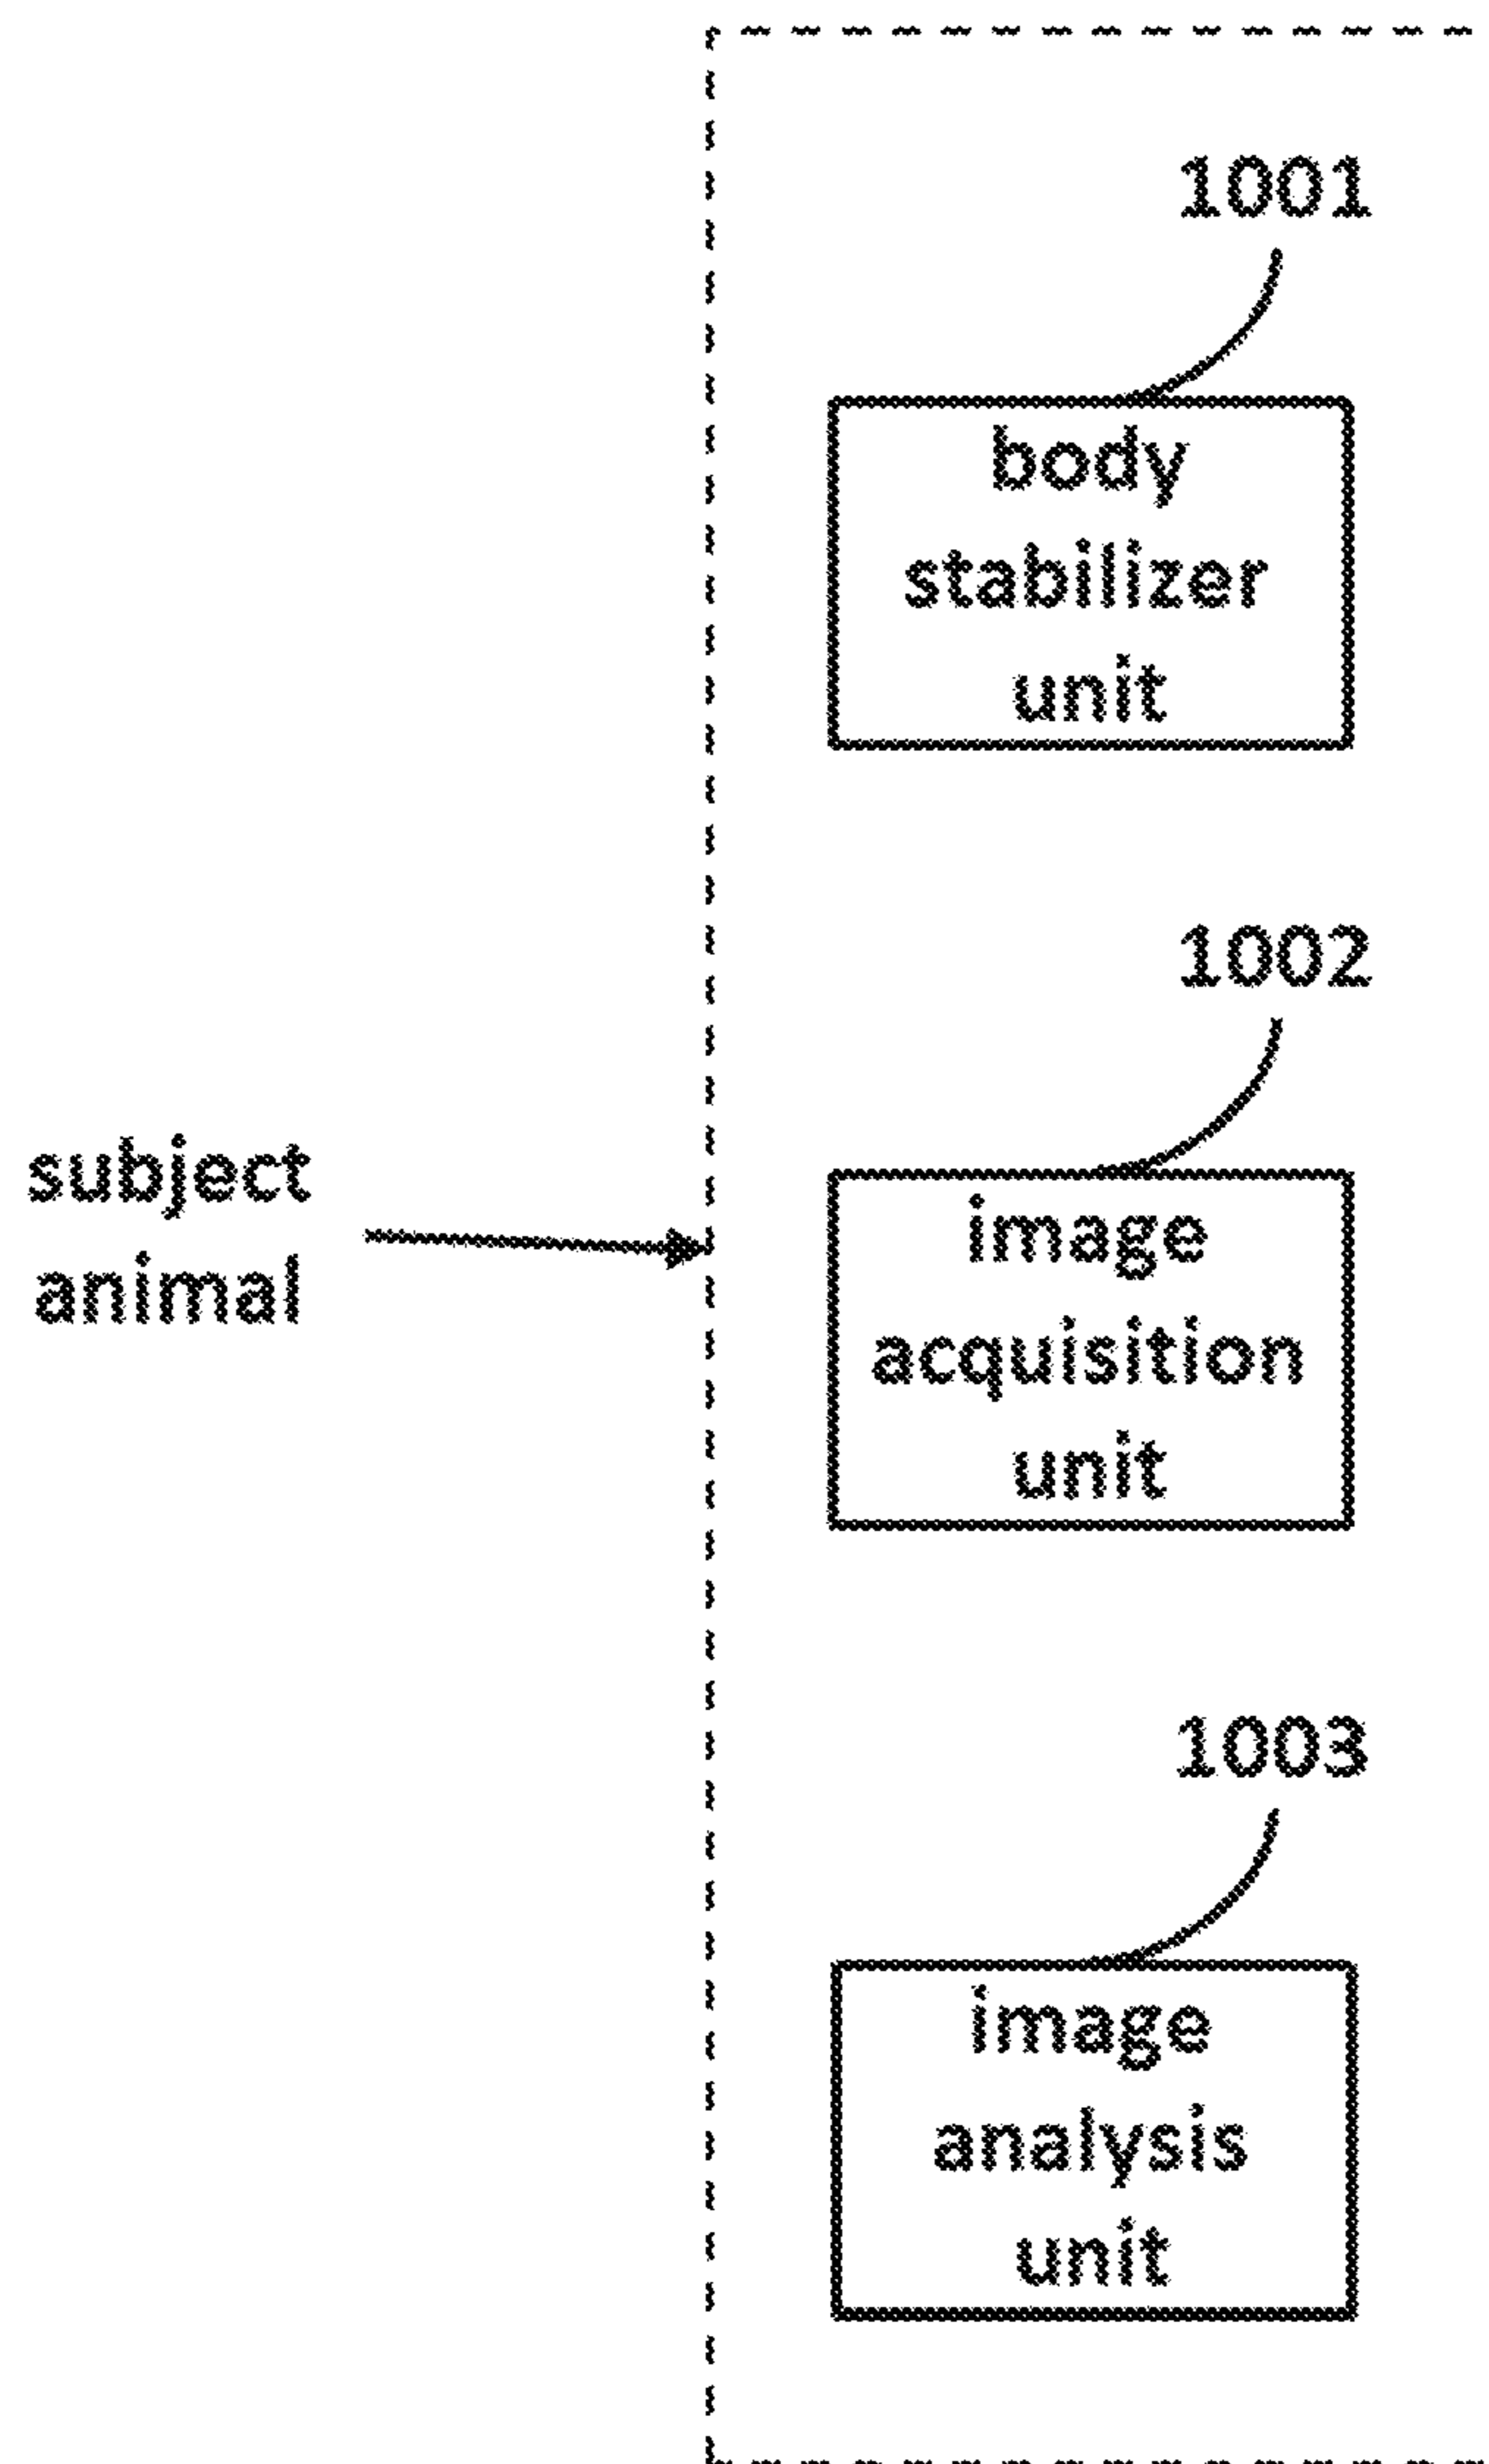 1001
body
stabilizer
unit
1002
subject
animal
image
acquisition
unit
1003
image
analysis
unit